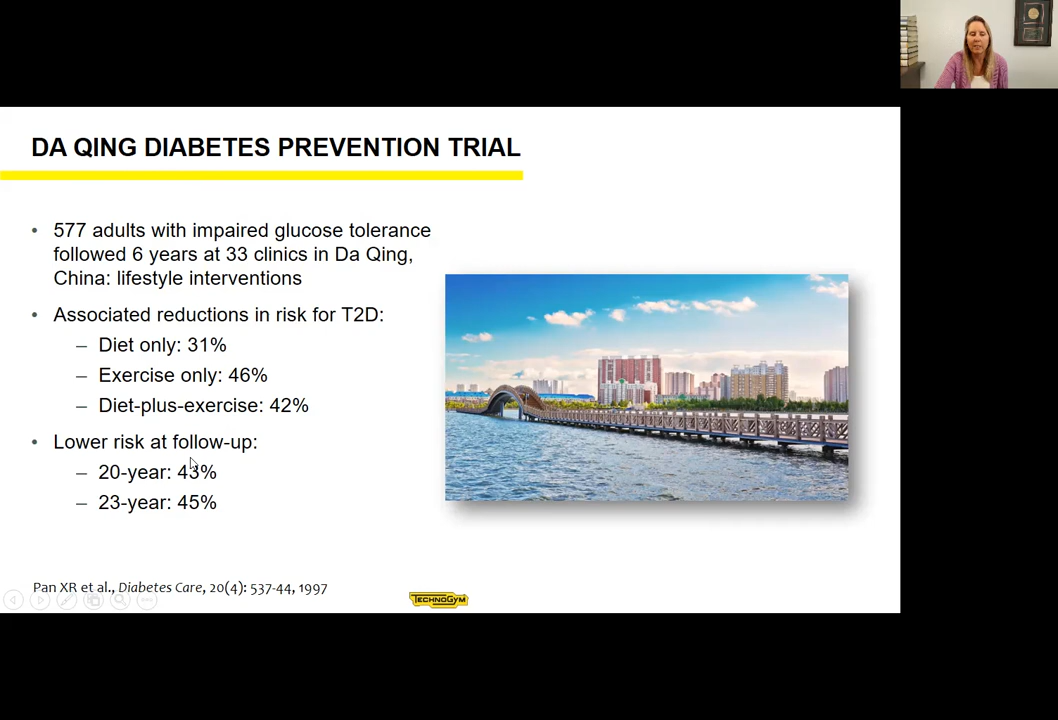 DA QING DIABETES PREVENTION TRIAL
• 577 adults with impaired glucose tolerance
followed 6 years at 33 clinics in Da Qing,
China: lifestyle interventions
• Associated reductions in risk for T2D:
– Diet only: 31%
– Exercise only: 46%
– Diet-plus-exercise: 42%
• Lower risk at follow-up:
– 20-year: 43%
– 23-year: 45%
Pan XR et al., Diabetes Care, 20(4): 537-44, 1997
TECHNOGYM